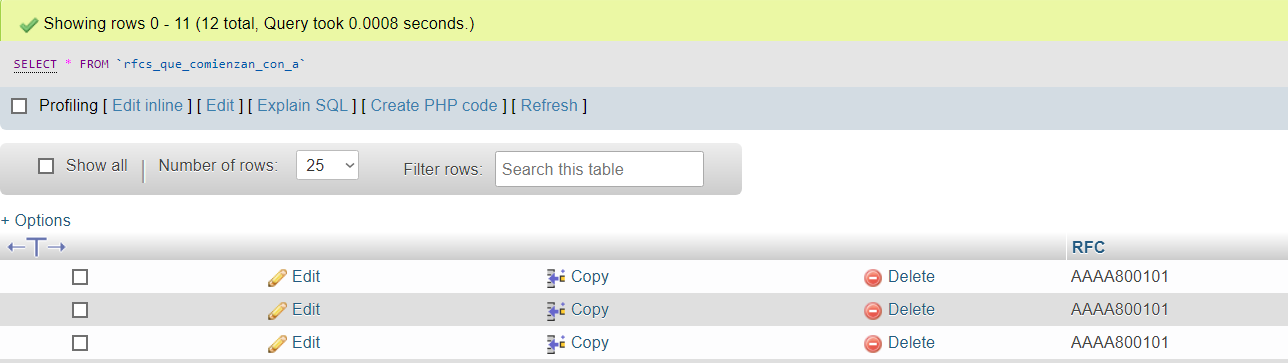 Showing rows 0 - 11 (12 total, Query took 0.0008 seconds.)
SELECT * FROM `rfcs_que_comienzan_con_a`
Profiling [ Edit inline ] [ Edit ] [ Explain SQL ] [ Create PHP code ] [ Refresh ]
Show all | Number of rows: 25 Filter rows: Search this table
+ Options
←T→ RFC
Edit Copy Delete AAAA800101
Edit Copy Delete AAAA800101
Edit Copy Delete AAAA800101